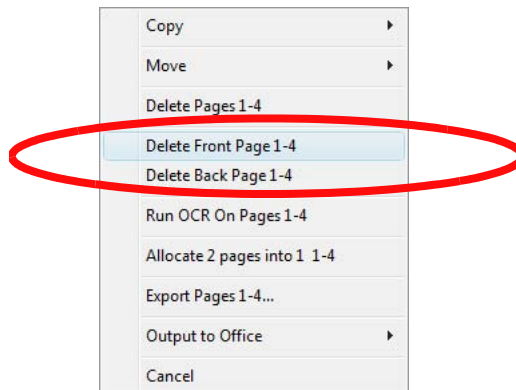 Copy
Move
Delete Pages 1-4
Delete Front Page 1-4
Delete Back Page 1-4
Run OCR On Pages 1-4
Allocate 2 pages into 1 1-4
Export Pages 1-4...
Output to Office
Cancel